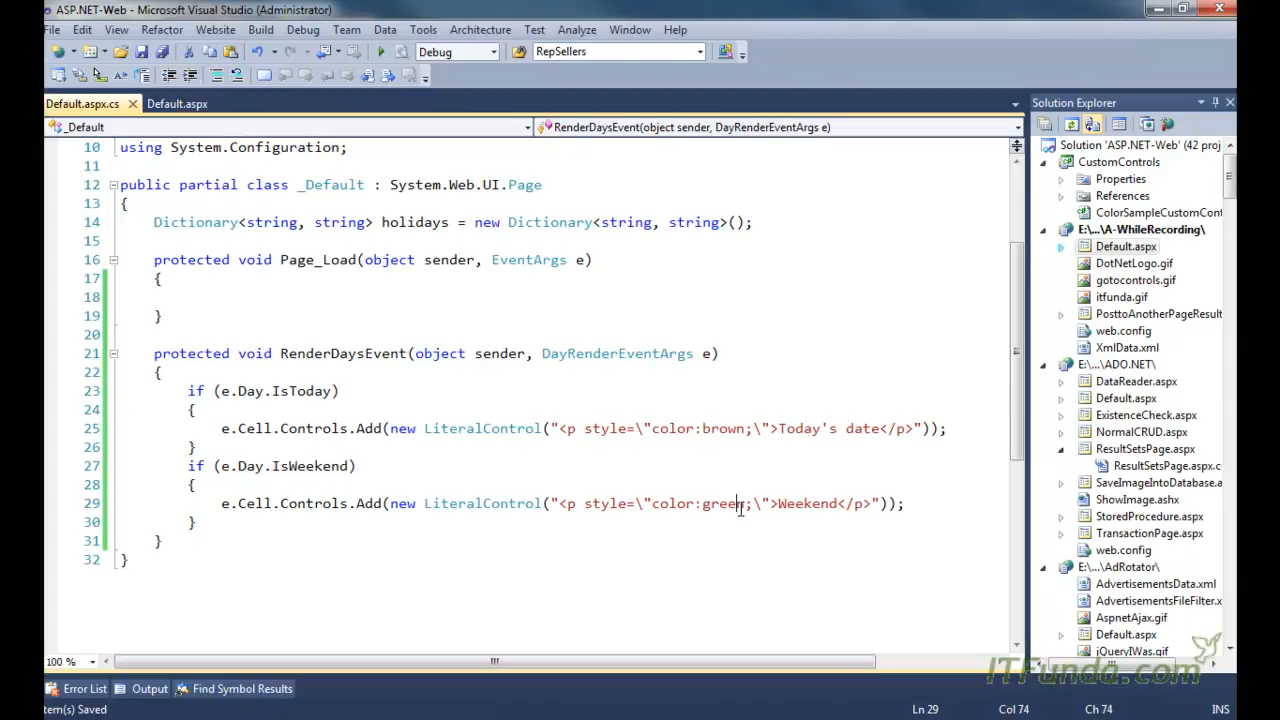 ASP.NET-Web - Microsoft Visual Studio (Administrator)
File Edit View Refactor Website Build Debug Team Data Tools Architecture Test Analyze Window Help
Debug RepSellers
Default.aspx.cs Default.aspx
_Default RenderDaysEvent(object sender, DayRenderEventArgs e)
10 using System.Configuration;
11
12 public partial class _Default : System.Web.UI.Page
13 {
14 Dictionary<string, string> holidays = new Dictionary<string, string>();
15
16 protected void Page_Load(object sender, EventArgs e)
17 {
18
19 }
20
21 protected void RenderDaysEvent(object sender, DayRenderEventArgs e)
22 {
23 if (e.Day.IsToday)
24 {
25 e.Cell.Controls.Add(new LiteralControl("<p style=\"color:brown;\">Today's date</p>"));
26 }
27 if (e.Day.IsWeekend)
28 {
29 e.Cell.Controls.Add(new LiteralControl("<p style=\"color:green;\">Weekend</p>"));
30 }
31 }
32 }
100 %
Solution Explorer
Solution 'ASP.NET-Web' (42 proj
CustomControls
Properties
References
ColorSampleCustomCont
E:\...\A-WhileRecording\
Default.aspx
DotNetLogo.gif
gotocontrols.gif
itfunda.gif
PosttoAnotherPageResult
web.config
XmlData.xml
E:\...\ADO.NET\
DataReader.aspx
Default.aspx
ExistenceCheck.aspx
NormalCRUD.aspx
ResultSetsPage.aspx
ResultSetsPage.aspx.c
SaveImageIntoDatabase.a
ShowImage.ashx
StoredProcedure.aspx
TransactionPage.aspx
web.config
E:\...\AdRotator\
AdvertisementsData.xml
AdvertisementsFileFilter.x
AspnetAjax.gif
Default.aspx
jQueryIWas.gif
ITFunda.com
Error List Output Find Symbol Results
tem(s) Saved Ln 29 Col 74 Ch 74 INS